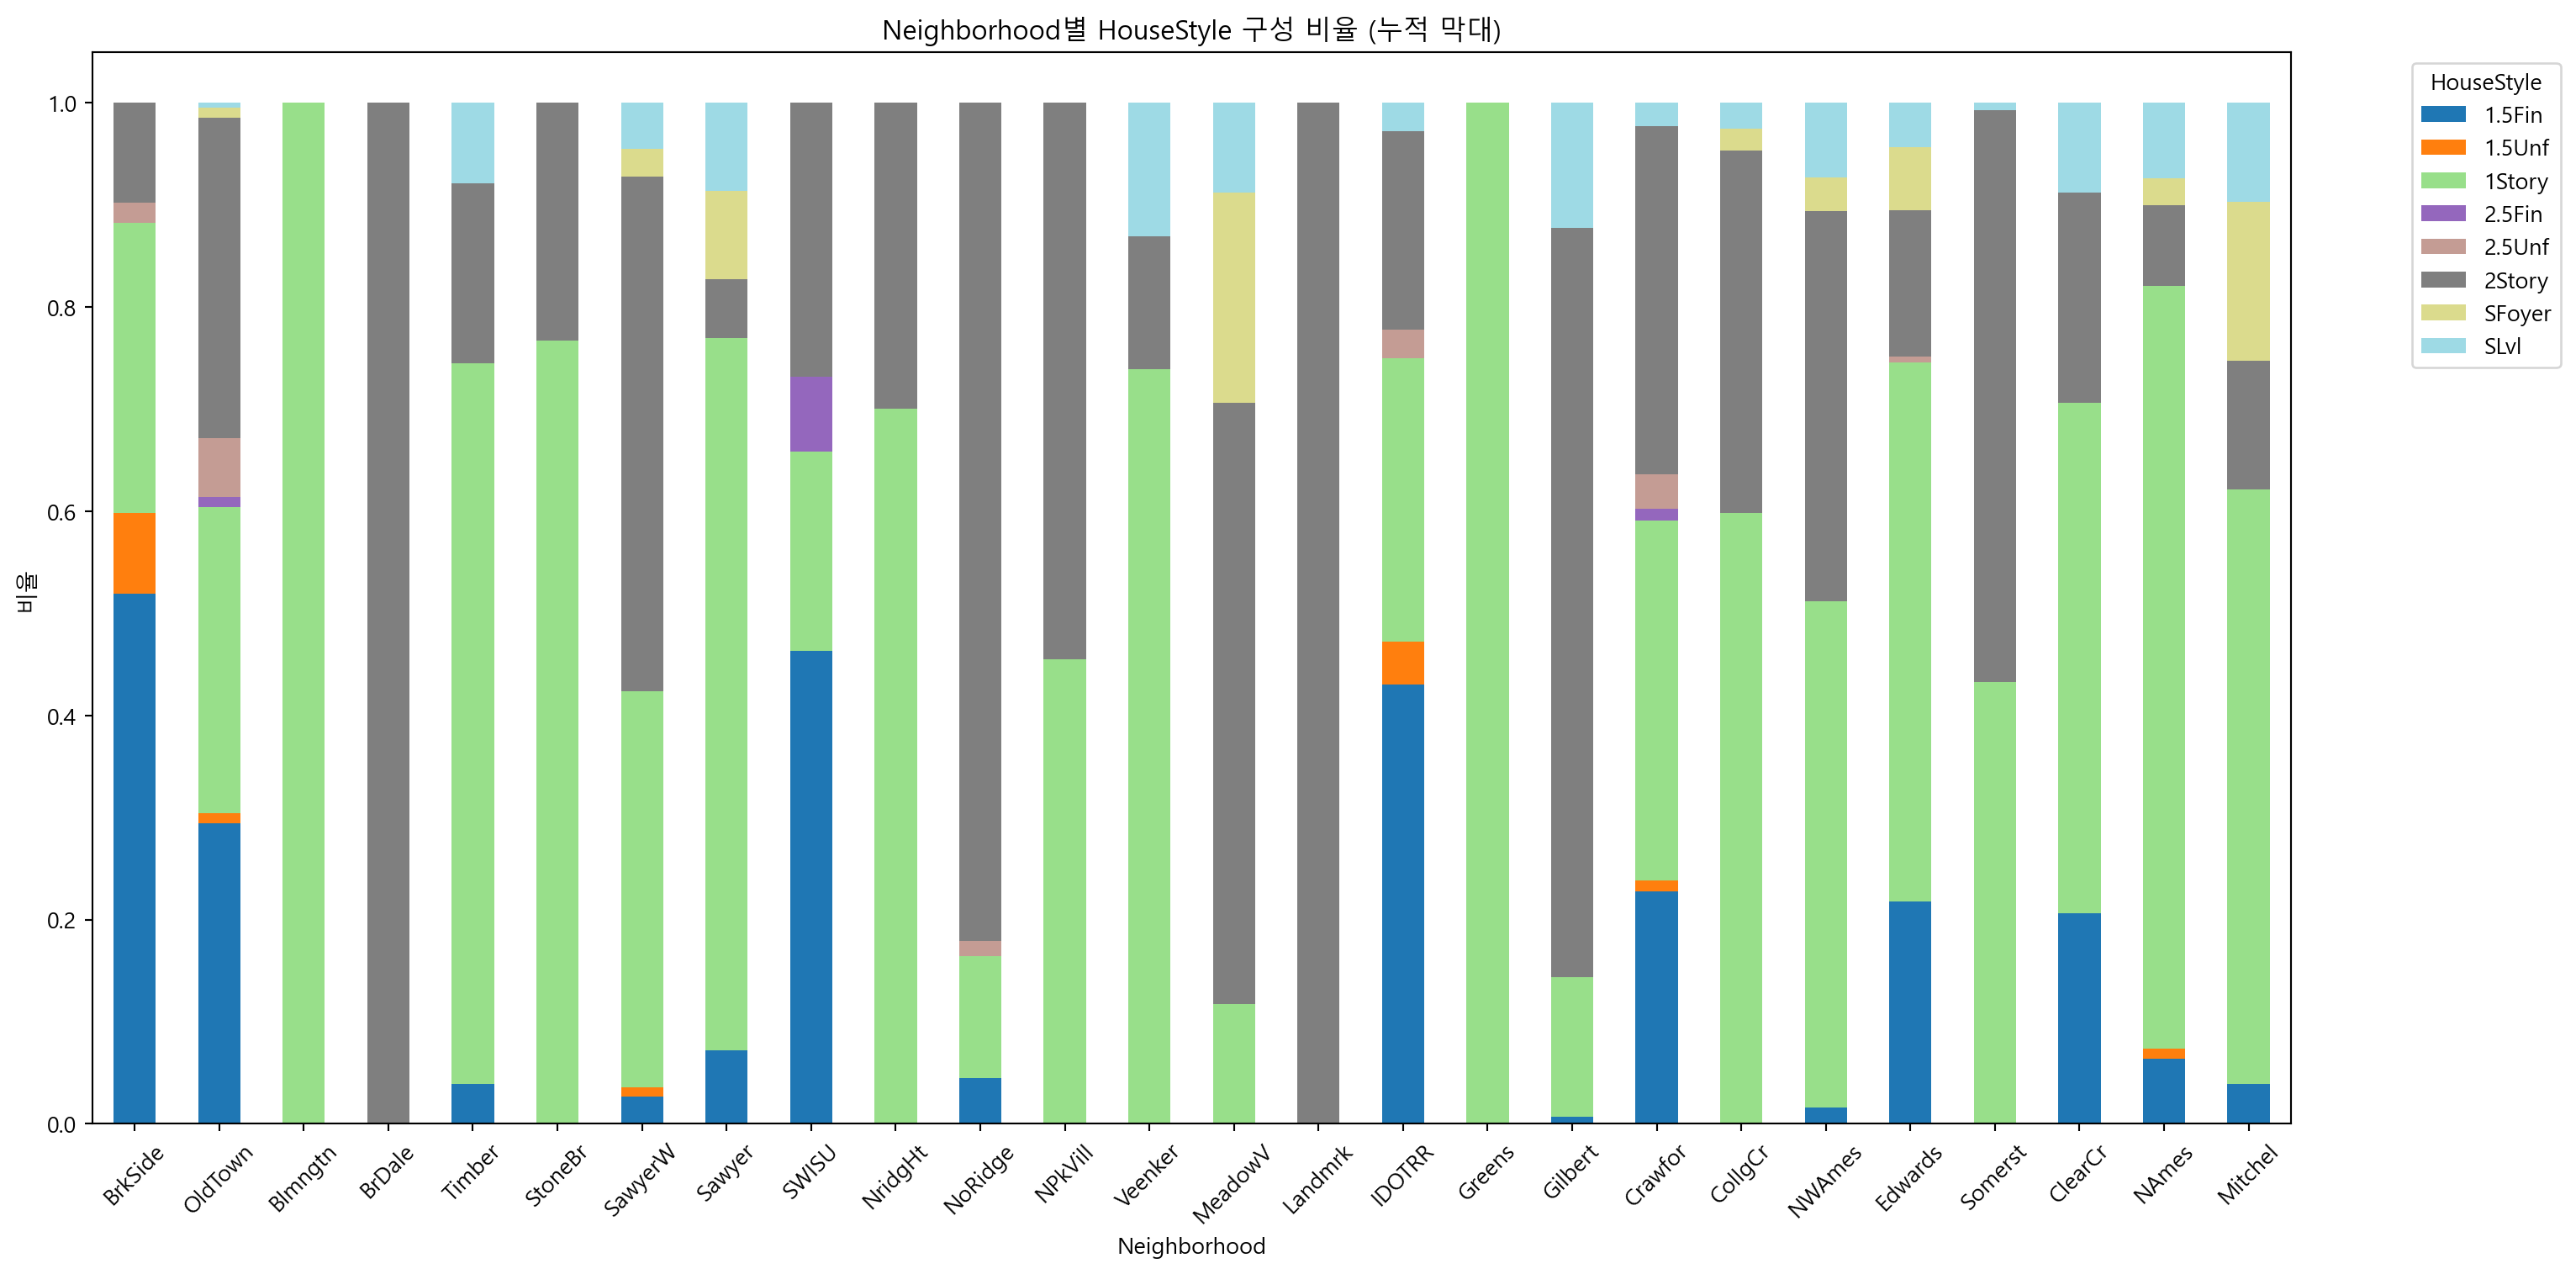 Neighborhood별 HouseStyle 구성 비율 (누적 막대)
HouseStyle
1.5Fin
1.5Unf
1Story
2.5Fin
2.5Unf
2Story
SFoyer
SLvl
비율
1.0
0.8
0.6
0.4
0.2
0.0
BrkSide
OldTown
Blmngtn
BrDale
Timber
StoneBr
SawyerW
Sawyer
SWISU
NridgHt
NoRidge
NPkVill
Veenker
MeadowV
Landmrk
IDOTRR
Greens
Gilbert
Crawfor
CollgCr
NWAmes
Edwards
Somerst
ClearCr
NAmes
Mitchel
Neighborhood